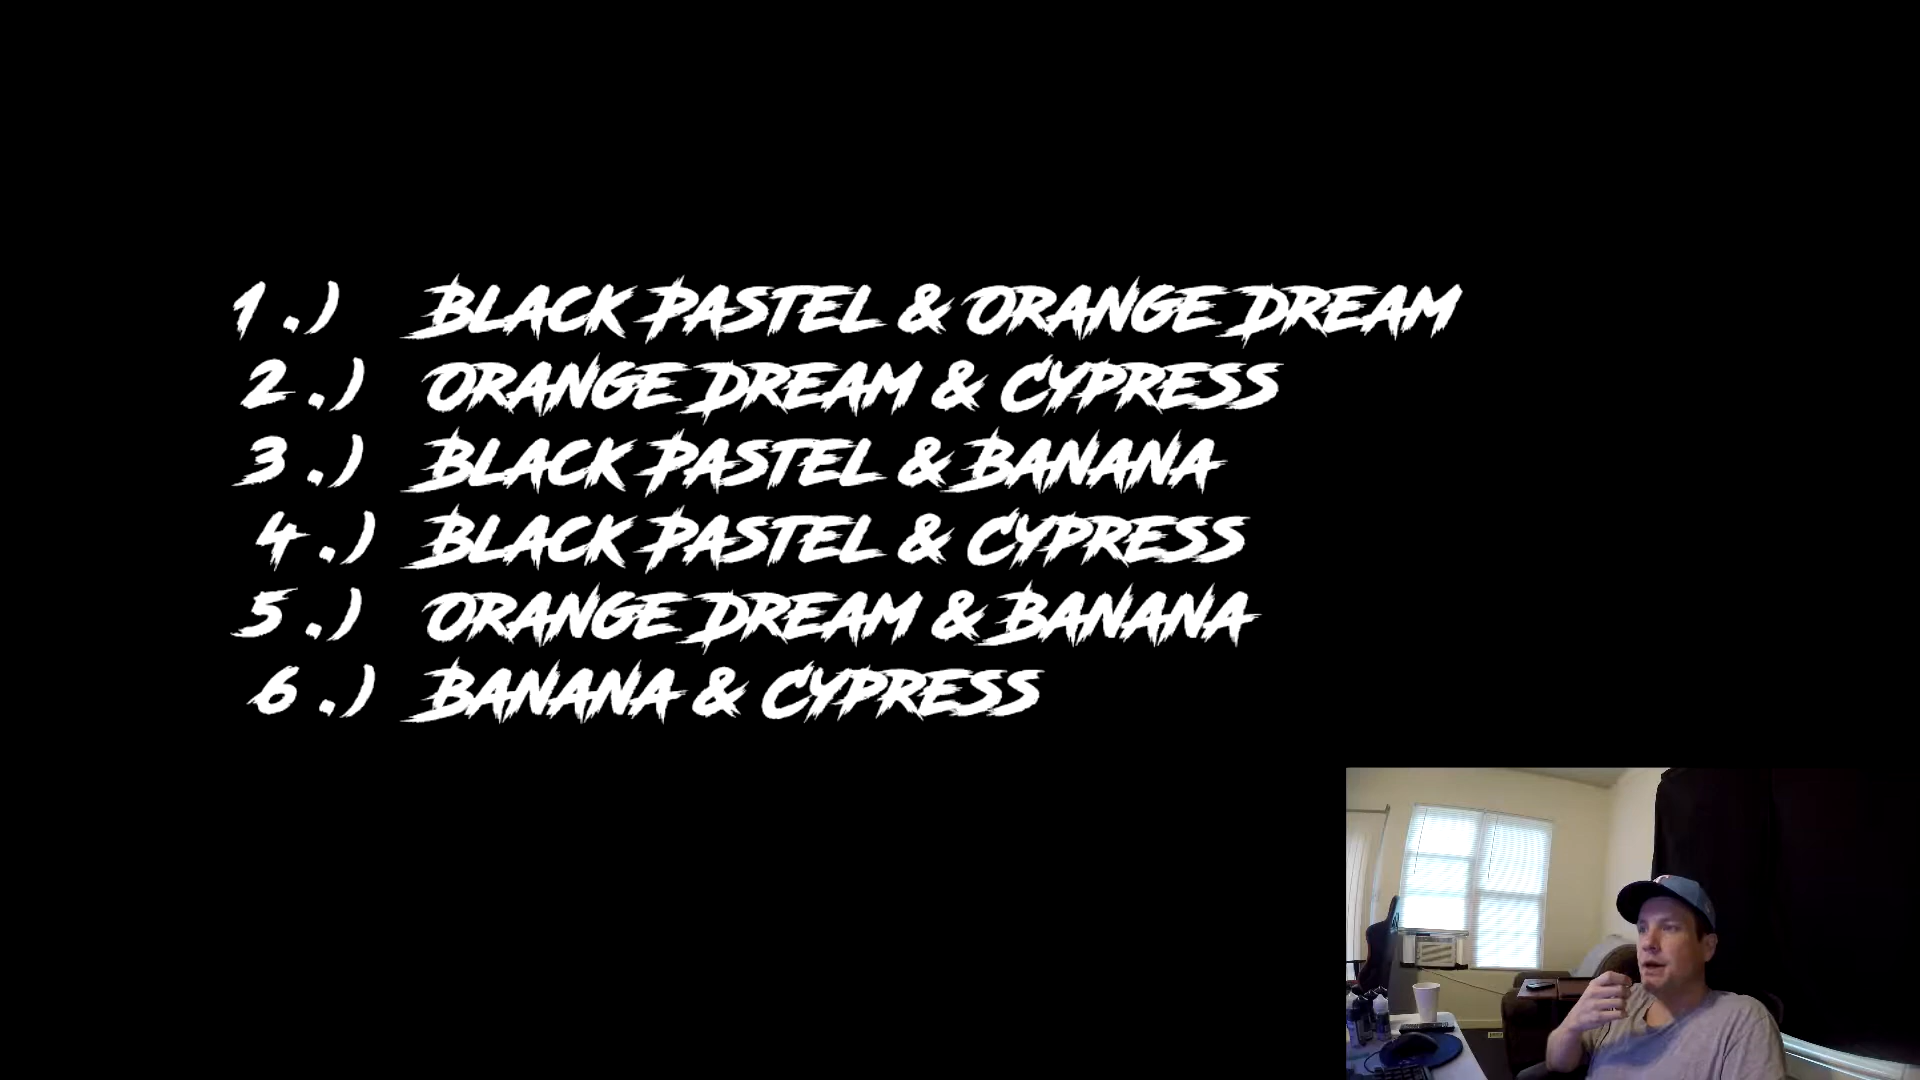 1.) Black Pastel & Orange Dream
2.) Orange Dream & Cypress
3.) Black Pastel & Banana
4.) Black Pastel & Cypress
5.) Orange Dream & Banana
6.) Banana & Cypress